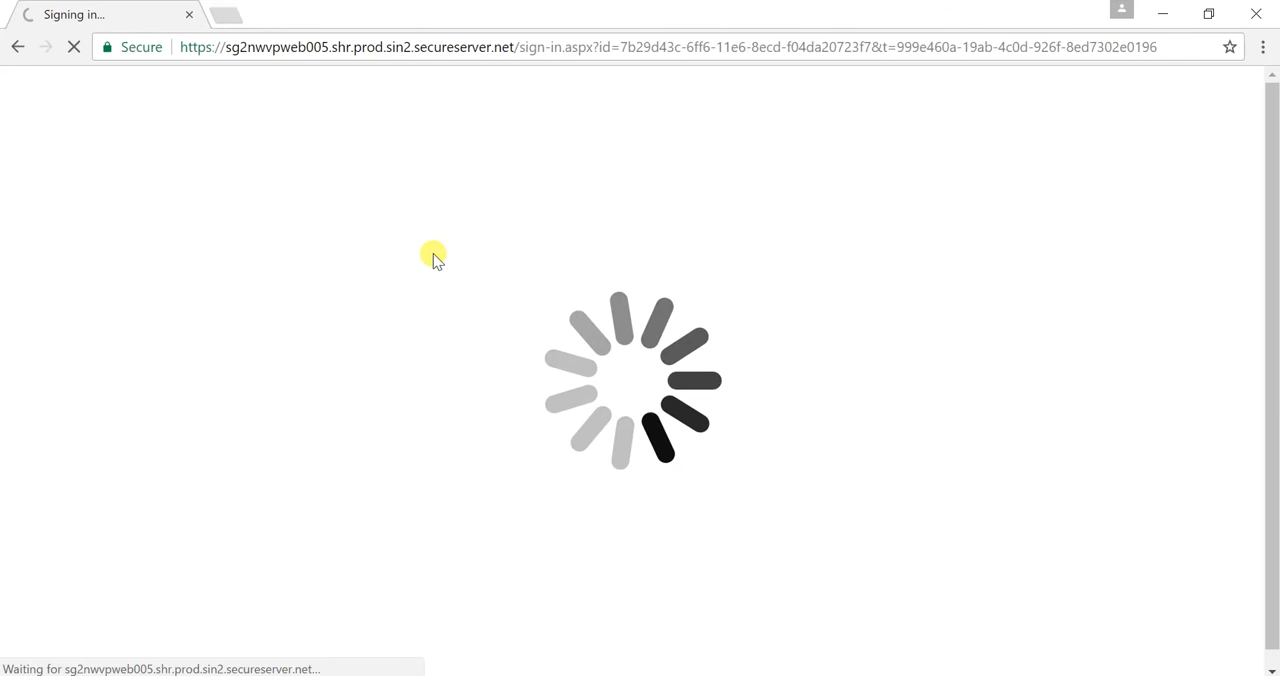 Signing in...
Secure https://sg2nwvpweb005.shr.prod.sin2.secureserver.net/sign-in.aspx?id=7b29d43c-6ff6-11e6-8ecd-f04da20723f7&t=999e460a-19ab-4c0d-926f-8ed7302e0196
Waiting for sg2nwvpweb005.shr.prod.sin2.secureserver.net...